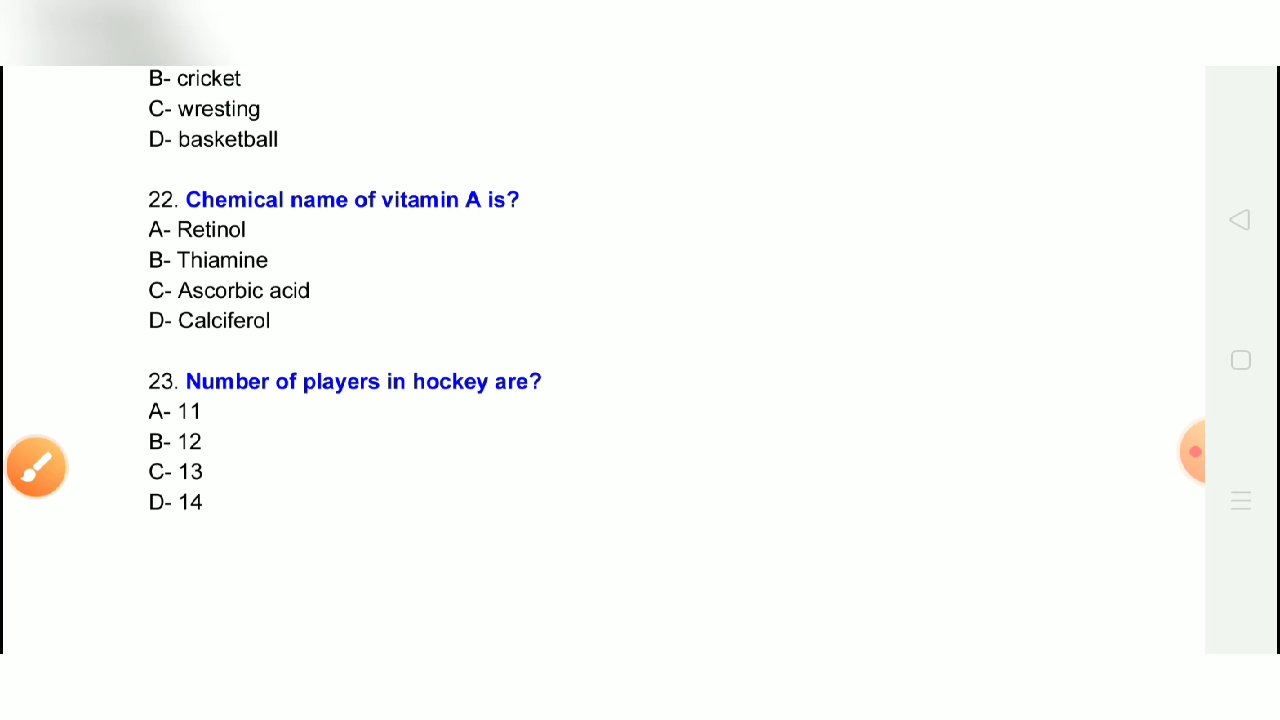 B- cricket
C- wresting
D- basketball
22. Chemical name of vitamin A is?
A- Retinol
B- Thiamine
C- Ascorbic acid
D- Calciferol
23. Number of players in hockey are?
A- 11
B- 12
C- 13
D- 14